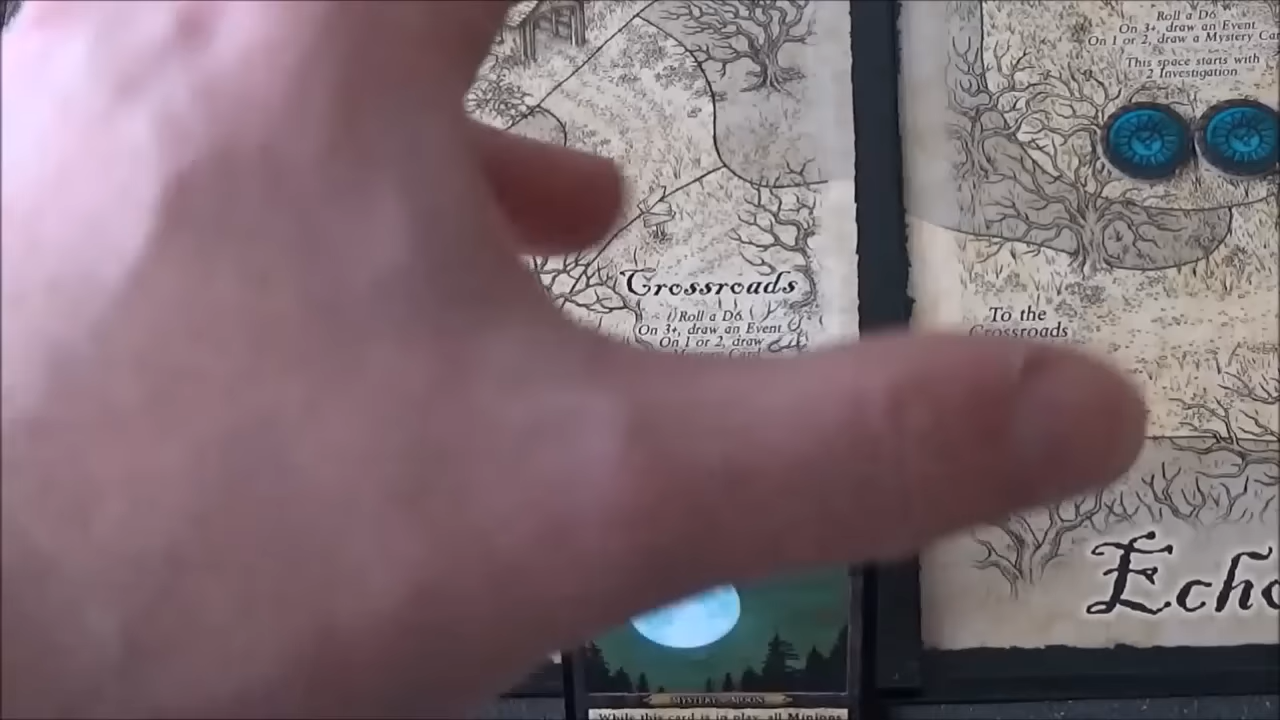 Roll a D6
On 3+, draw an Event
On 1 or 2, draw a Mystery
This space starts with
2 Investigation
Crossroads
Roll a D6
On 3+, draw an Event
On 1 or 2, draw
Mystery Card
To the
Crossroads
MYSTERY - MOON
While this card is in play, all Minions